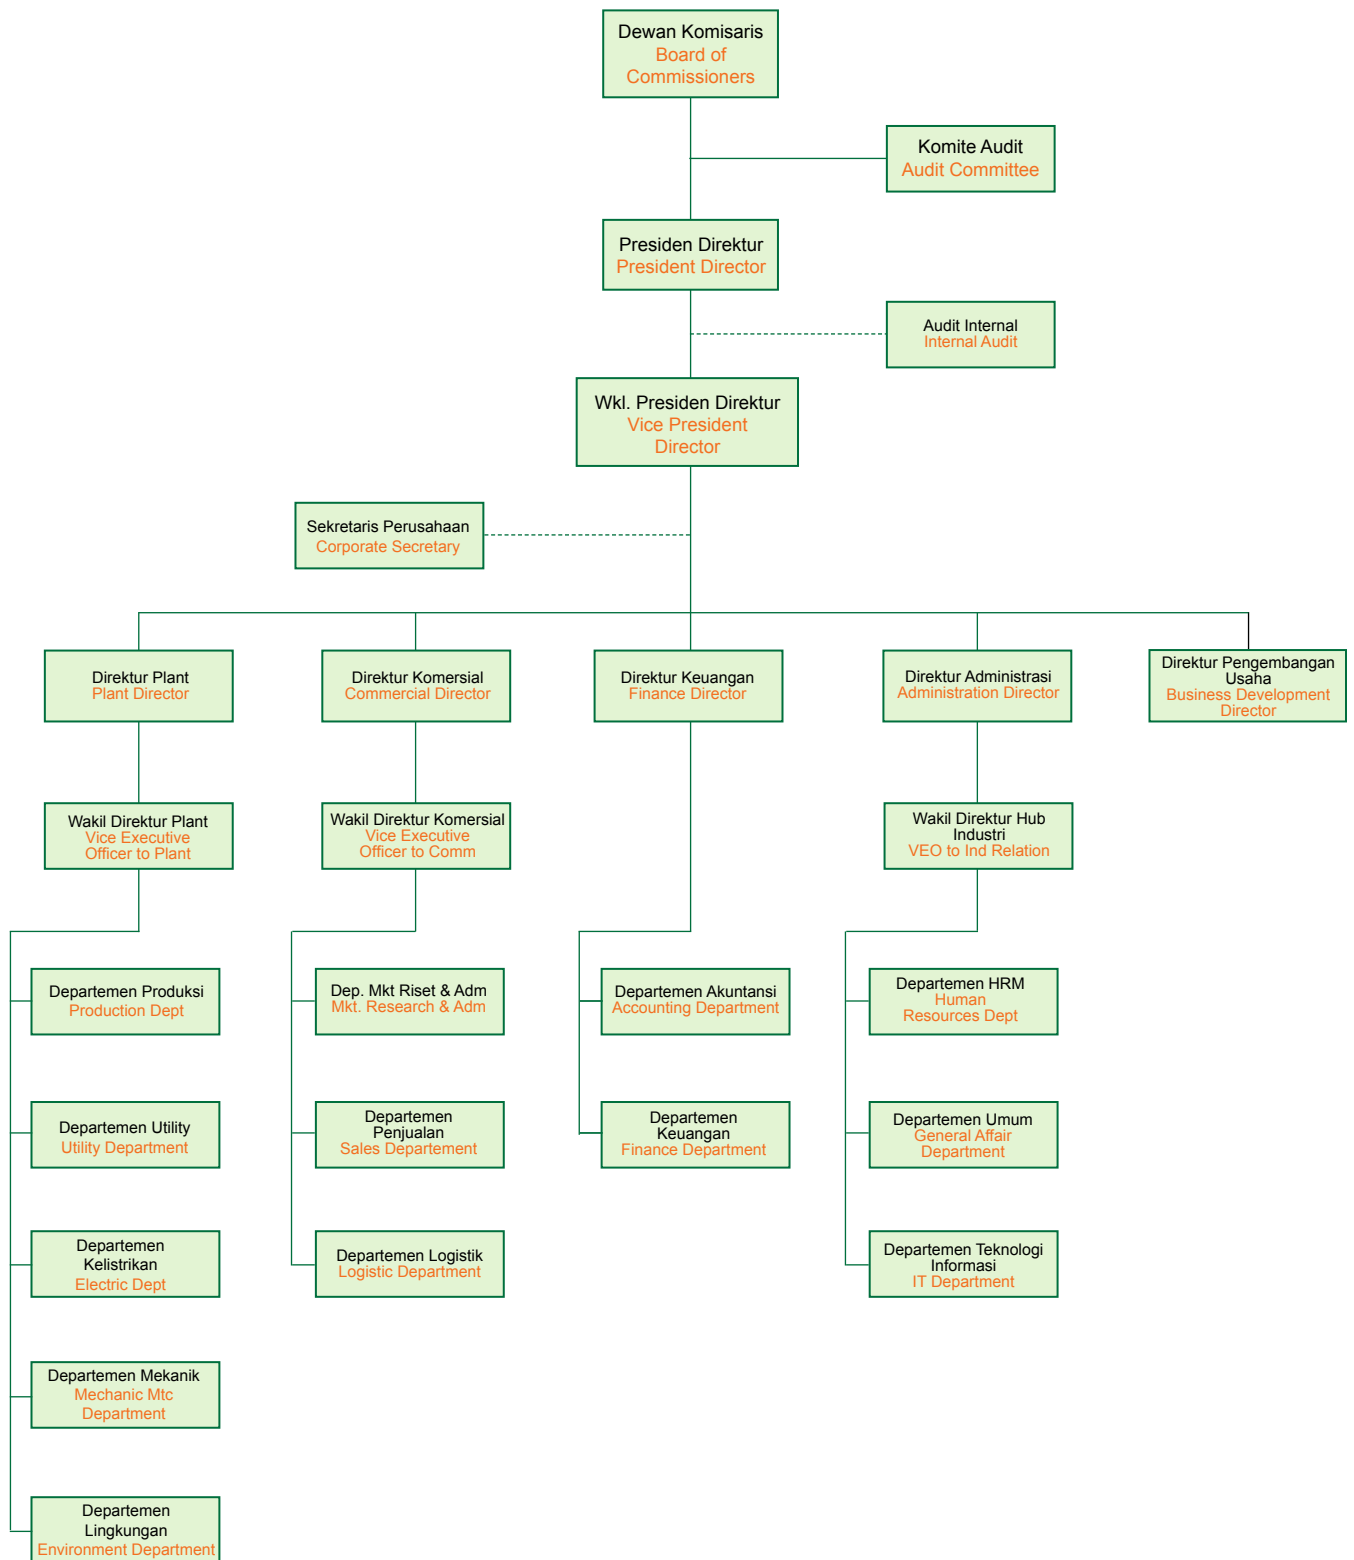 Dewan Komisaris
Board of
Commissioners
Komite Audit
Audit Committee
Presiden Direktur
President Director
Audit Internal
Internal Audit
Wkl. Presiden Direktur
Vice President
Director
Sekretaris Perusahaan
Corporate Secretary
Direktur Plant
Plant Director
Direktur Komersial
Commercial Director
Direktur Keuangan
Finance Director
Direktur Administrasi
Administration Director
Direktur Pengembangan
Usaha
Business Development
Director
Wakil Direktur Plant
Vice Executive
Officer to Plant
Wakil Direktur Komersial
Vice Executive
Officer to Comm
Wakil Direktur Hub
Industri
VEO to Ind Relation
Departemen Produksi
Production Dept
Dep. Mkt Riset & Adm
Mkt. Research & Adm
Departemen Akuntansi
Accounting Department
Departemen HRM
Human
Resources Dept
Departemen Utility
Utility Department
Departemen
Penjualan
Sales Departement
Departemen
Keuangan
Finance Department
Departemen Umum
General Affair
Department
Departemen
Kelistrikan
Electric Dept
Departemen Logistik
Logistic Department
Departemen Teknologi
Informasi
IT Department
Departemen Mekanik
Mechanic Mtc
Department
Departemen
Lingkungan
Environment Department